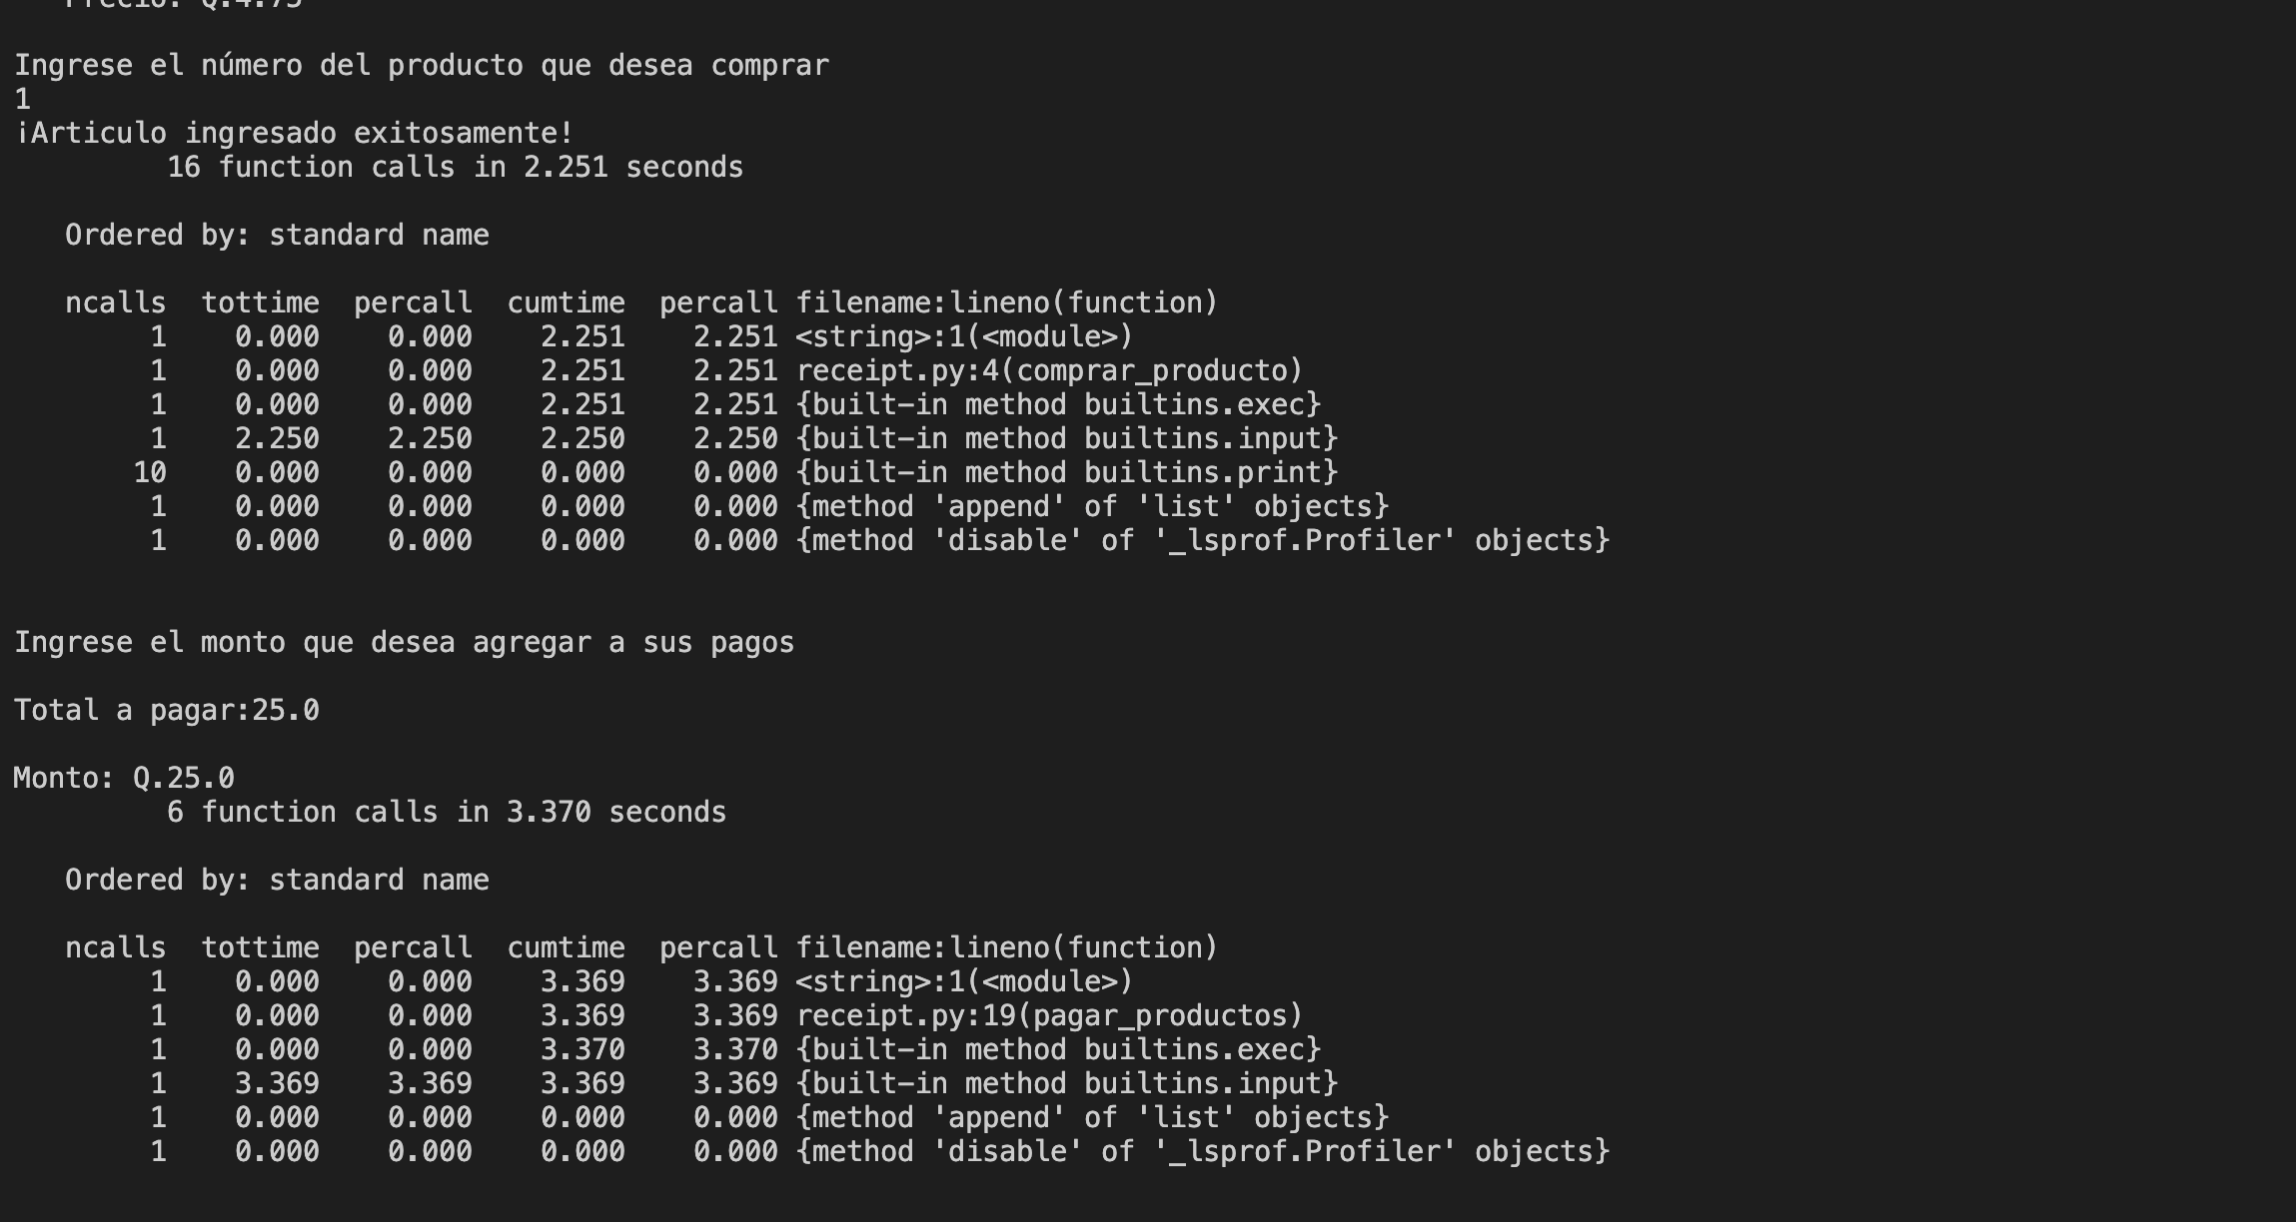 Precio: Q.4.75
Ingrese el número del producto que desea comprar
1
¡Articulo ingresado exitosamente!
16 function calls in 2.251 seconds
Ordered by: standard name
ncalls tottime percall cumtime percall filename:lineno(function)
1 0.000 0.000 2.251 2.251 <string>:1(<module>)
1 0.000 0.000 2.251 2.251 receipt.py:4(comprar_producto)
1 0.000 0.000 2.251 2.251 {built-in method builtins.exec}
1 2.250 2.250 2.250 2.250 {built-in method builtins.input}
10 0.000 0.000 0.000 0.000 {built-in method builtins.print}
1 0.000 0.000 0.000 0.000 {method 'append' of 'list' objects}
1 0.000 0.000 0.000 0.000 {method 'disable' of '_lsprof.Profiler' objects}
Ingrese el monto que desea agregar a sus pagos
Total a pagar:25.0
Monto: Q.25.0
6 function calls in 3.370 seconds
Ordered by: standard name
ncalls tottime percall cumtime percall filename:lineno(function)
1 0.000 0.000 3.369 3.369 <string>:1(<module>)
1 0.000 0.000 3.369 3.369 receipt.py:19(pagar_productos)
1 0.000 0.000 3.370 3.370 {built-in method builtins.exec}
1 3.369 3.369 3.369 3.369 {built-in method builtins.input}
1 0.000 0.000 0.000 0.000 {method 'append' of 'list' objects}
1 0.000 0.000 0.000 0.000 {method 'disable' of '_lsprof.Profiler' objects}